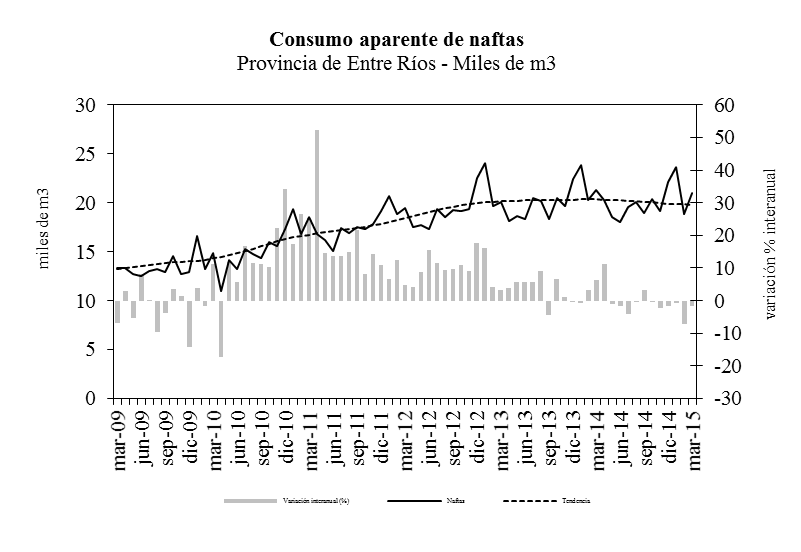 Consumo aparente de naftas
Provincia de Entre Ríos - Miles de m3
30
25
20
15
10
5
0
miles de m3
60
50
40
30
20
10
0
-10
-20
-30
variación % interanual
mar-09
jun-09
sep-09
dic-09
mar-10
jun-10
sep-10
dic-10
mar-11
jun-11
sep-11
dic-11
mar-12
jun-12
sep-12
dic-12
mar-13
jun-13
sep-13
dic-13
mar-14
jun-14
sep-14
dic-14
mar-15
Variación interanual (%)
Naftas
Tendencia